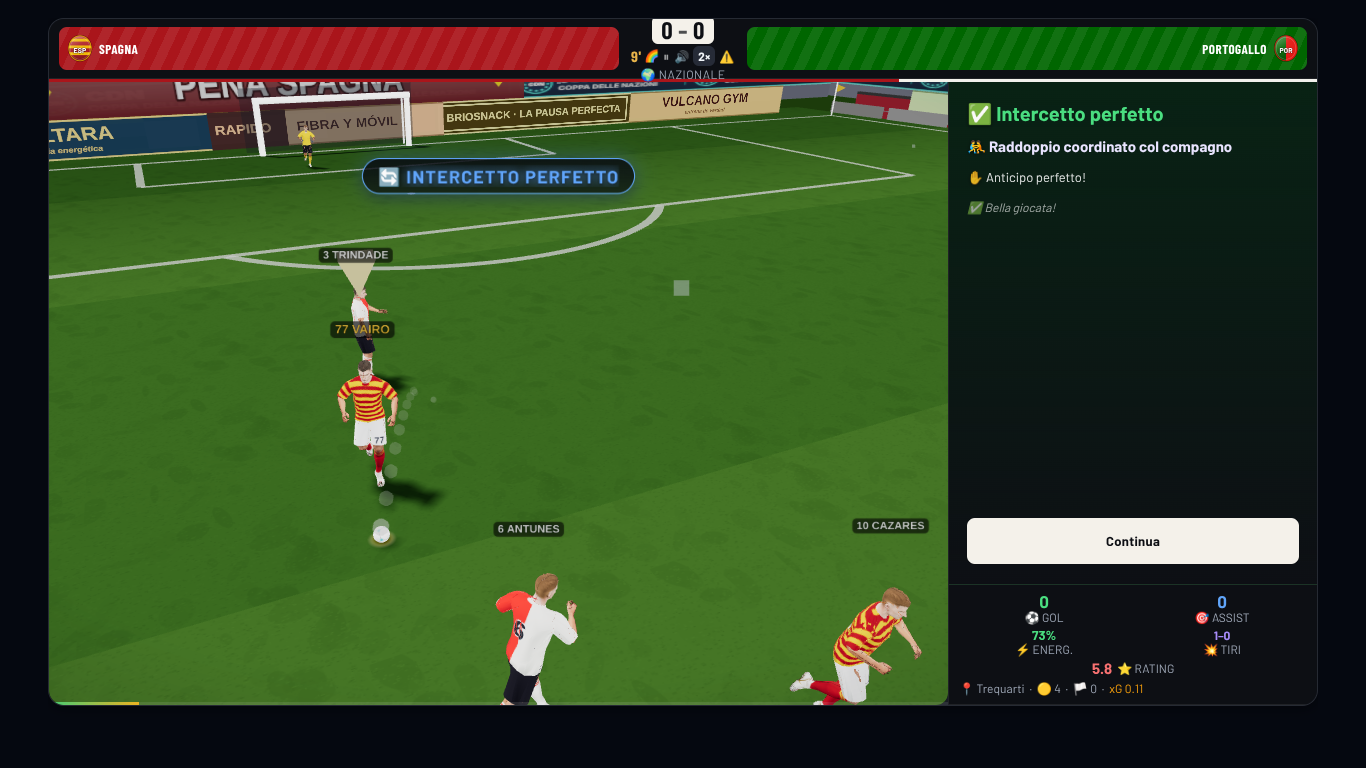 ESP
SPAGNA
0 - 0
9' 2×
NAZIONALE
PORTOGALLO
POR
PEÑA SPAGNA
COPPA DELLE NAZIONI
LTARA
a energética
RAPIDO
FIBRA Y MÓVIL
BRIOSNACK · LA PAUSA PERFECTA
VULCANO GYM
INTERCETTO PERFETTO
3 TRINDADE
77 VAIRO
77
6 ANTUNES
6
10 CAZARES
Intercetto perfetto
Raddoppio coordinato col compagno
Anticipo perfetto!
Bella giocata!
Continua
0
GOL
0
ASSIST
73%
ENERG.
1-0
TIRI
5.8 RATING
Trequarti · 4 · 0 · xG 0.11